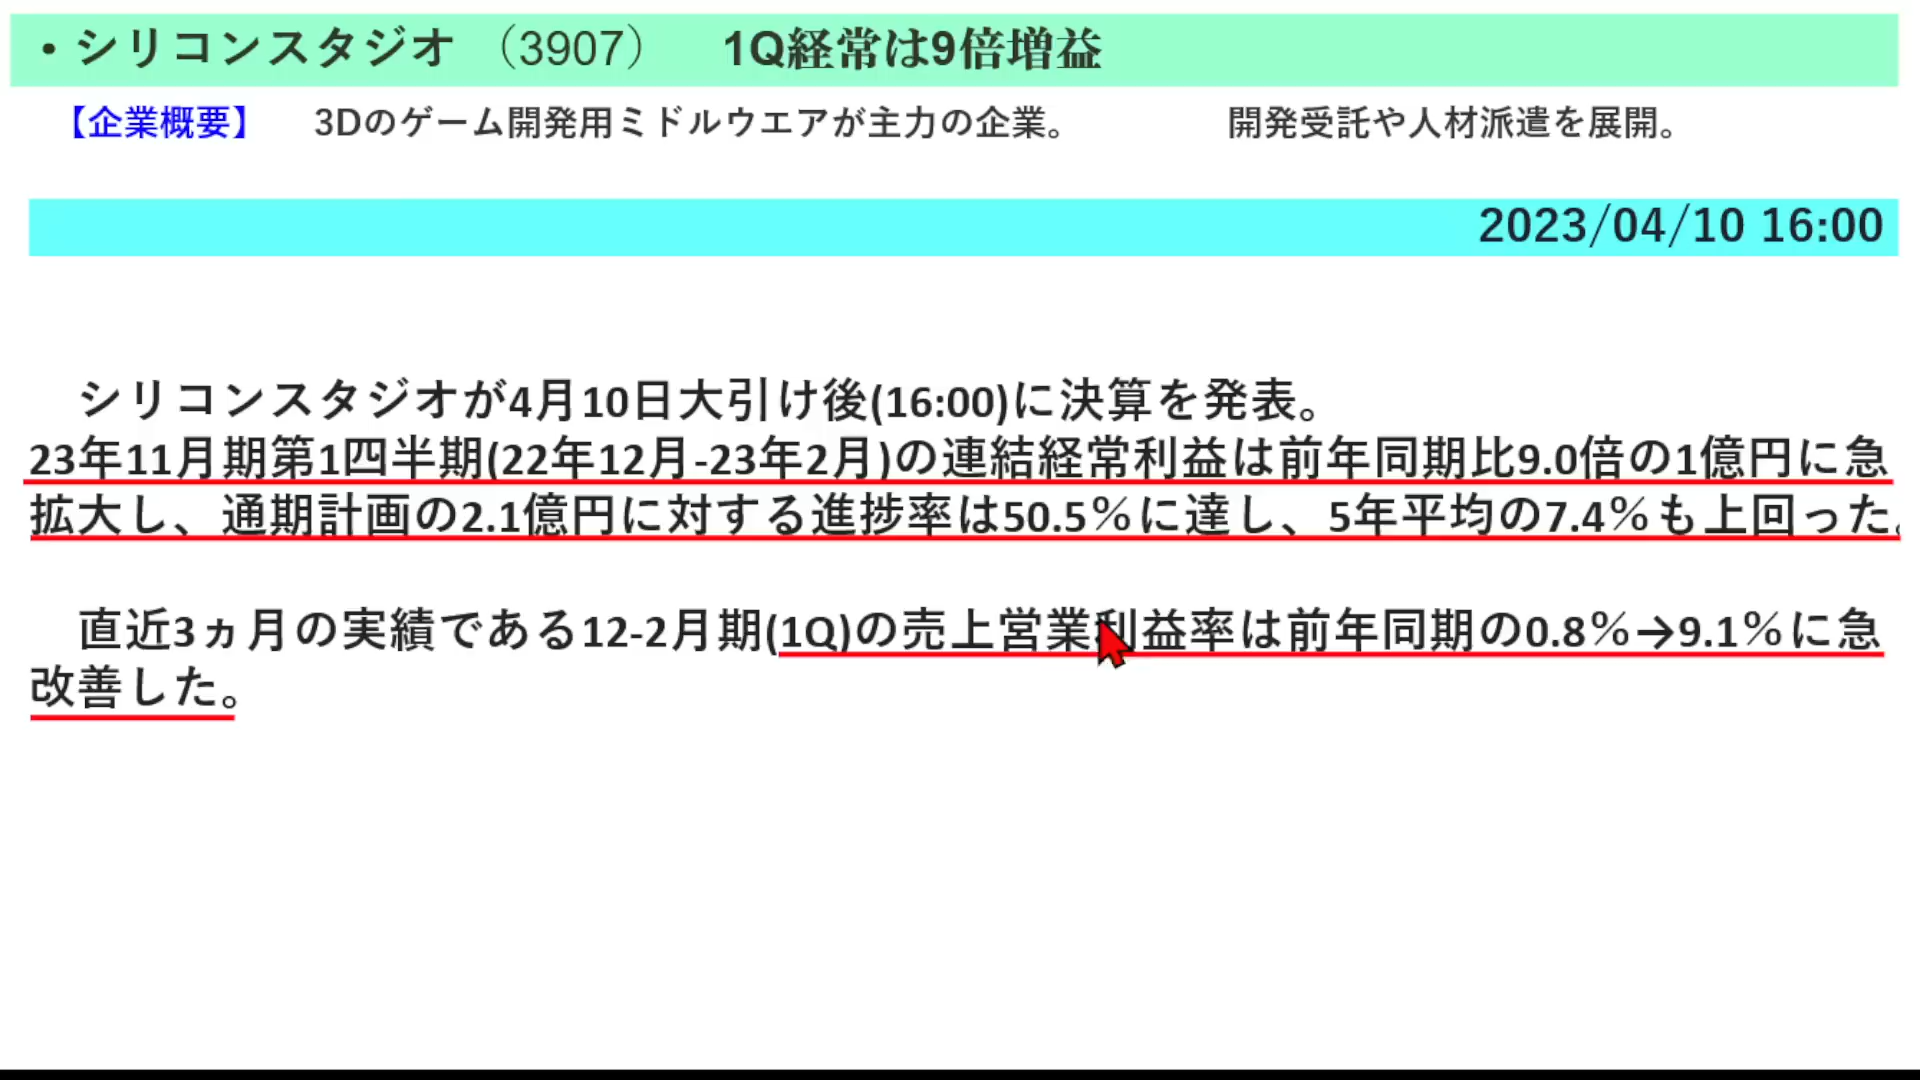 ・シリコンスタジオ （3907）　1Q経常は9倍増益
【企業概要】　3Dのゲーム開発用ミドルウエアが主力の企業。　開発受託や人材派遣を展開。
2023/04/10 16:00
シリコンスタジオが4月10日大引け後(16:00)に決算を発表。
23年11月期第1四半期(22年12月-23年2月)の連結経常利益は前年同期比9.0倍の1億円に急
拡大し、通期計画の2.1億円に対する進捗率は50.5％に達し、5年平均の7.4％も上回った。
直近3ヵ月の実績である12-2月期(1Q)の売上営業利益率は前年同期の0.8％→9.1％に急
改善した。